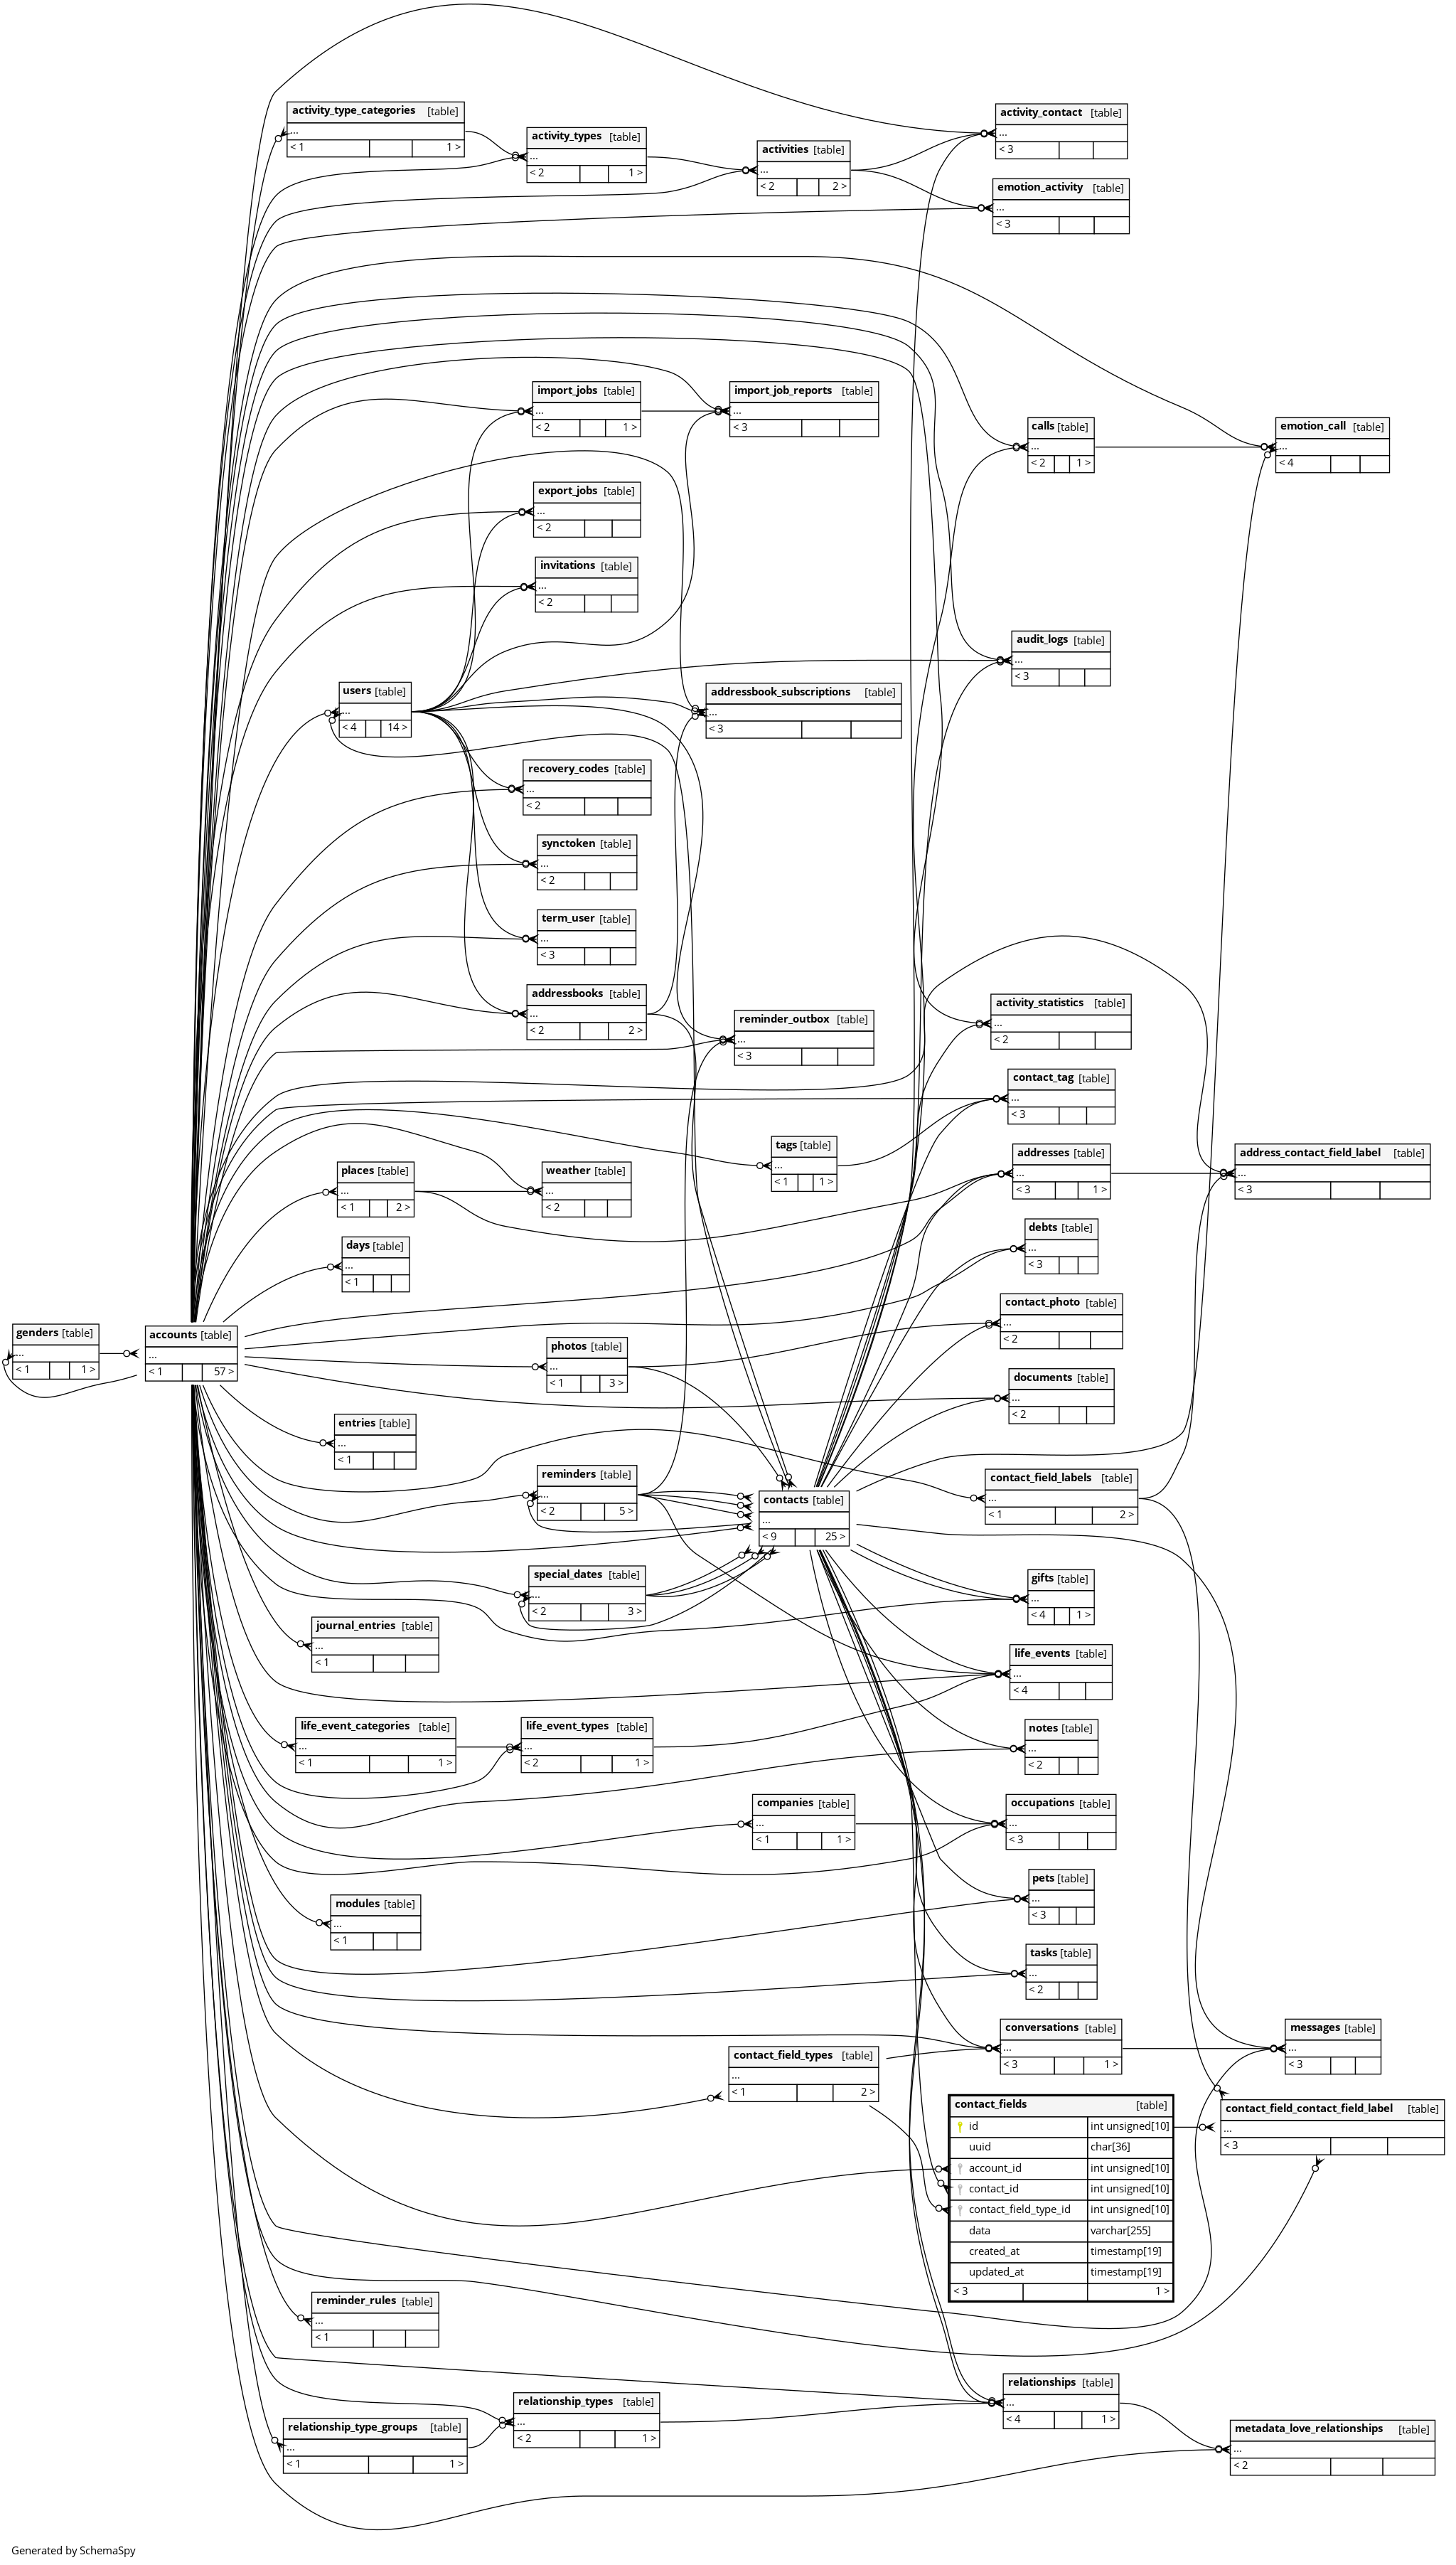 activity_type_categories [table]
...
< 1 1 >
activity_types [table]
...
< 2 1 >
activities [table]
...
< 2 2 >
activity_contact [table]
...
< 3
emotion_activity [table]
...
< 3
import_jobs [table]
...
< 2 1 >
import_job_reports [table]
...
< 3
calls [table]
...
< 2 1 >
emotion_call [table]
...
< 4
export_jobs [table]
...
< 2
invitations [table]
...
< 2
audit_logs [table]
...
< 3
users [table]
...
< 4 14 >
addressbook_subscriptions [table]
...
< 3
recovery_codes [table]
...
< 2
synctoken [table]
...
< 2
term_user [table]
...
< 3
addressbooks [table]
...
< 2 2 >
reminder_outbox [table]
...
< 3
activity_statistics [table]
...
< 2
contact_tag [table]
...
< 3
tags [table]
...
< 1 1 >
addresses [table]
...
< 3 1 >
address_contact_field_label [table]
...
< 3
places [table]
...
< 1 2 >
weather [table]
...
< 2
days [table]
...
< 1
debts [table]
...
< 3
contact_photo [table]
...
< 2
genders [table]
...
< 1 1 >
accounts [table]
...
< 1 57 >
photos [table]
...
< 1 3 >
documents [table]
...
< 2
entries [table]
...
< 1
reminders [table]
...
< 2 5 >
contacts [table]
...
< 9 25 >
contact_field_labels [table]
...
< 1 2 >
special_dates [table]
...
< 2 3 >
gifts [table]
...
< 4 1 >
journal_entries [table]
...
< 1
life_events [table]
...
< 4
life_event_categories [table]
...
< 1 1 >
life_event_types [table]
...
< 2 1 >
notes [table]
...
< 2
companies [table]
...
< 1 1 >
occupations [table]
...
< 3
pets [table]
...
< 3
modules [table]
...
< 1
tasks [table]
...
< 2
conversations [table]
...
< 3 1 >
messages [table]
...
< 3
contact_field_types [table]
...
< 1 2 >
contact_fields [table]
id int unsigned[10]
uuid char[36]
account_id int unsigned[10]
contact_id int unsigned[10]
contact_field_type_id int unsigned[10]
data varchar[255]
created_at timestamp[19]
updated_at timestamp[19]
< 3 1 >
contact_field_contact_field_label [table]
...
< 3
reminder_rules [table]
...
< 1
relationships [table]
...
< 4 1 >
relationship_types [table]
...
< 2 1 >
relationship_type_groups [table]
...
< 1 1 >
metadata_love_relationships [table]
...
< 2
Generated by SchemaSpy